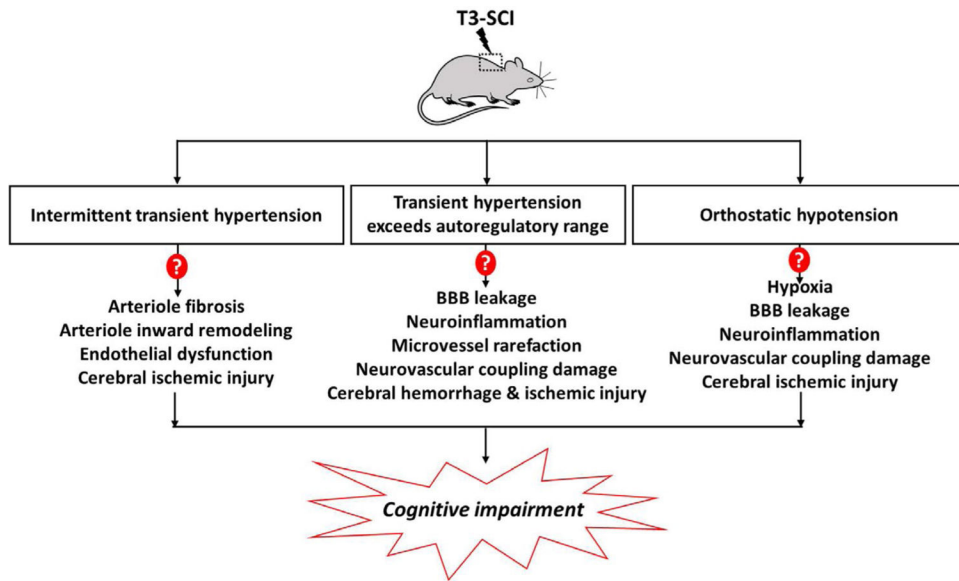 T3-SCI
Intermittent transient hypertension
Transient hypertension
exceeds autoregulatory range
Orthostatic hypotension
?
?
?
Arteriole fibrosis
Arteriole inward remodeling
Endothelial dysfunction
Cerebral ischemic injury
BBB leakage
Neuroinflammation
Microvessel rarefaction
Neurovascular coupling damage
Cerebral hemorrhage & ischemic injury
Hypoxia
BBB leakage
Neuroinflammation
Neurovascular coupling damage
Cerebral ischemic injury
Cognitive impairment